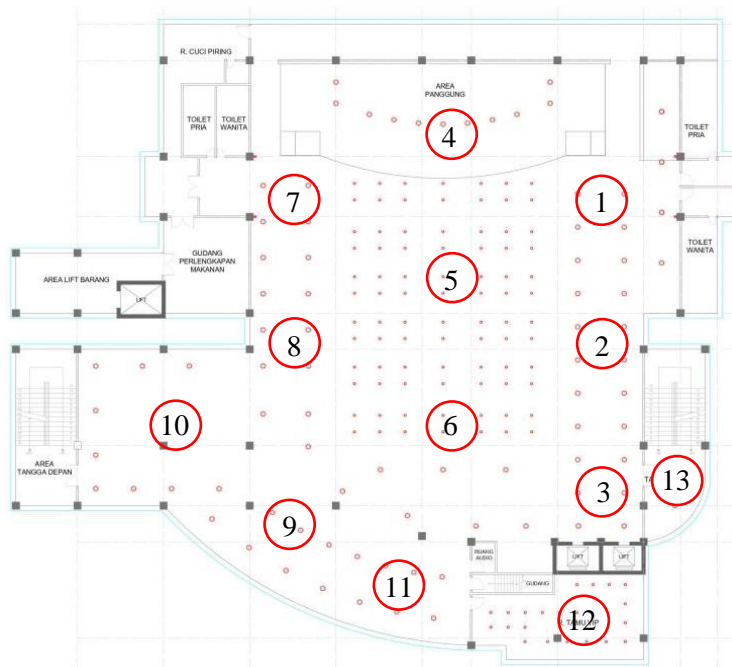 R. CUCI PIRING
AREA
PANGGUNG
TOILET
PRIA
TOILET
WANITA
4
TOILET
PRIA
7
1
GUDANG
PERLENGKAPAN
MAKANAN
TOILET
WANITA
AREA LIFT BARANG
5
LIFT
8
2
10
6
AREA
TANGGA DEPAN
13
3
9
RUANG
AUDIO
LIFT
LIFT
11
GUDANG
12
R. TAMU VIP